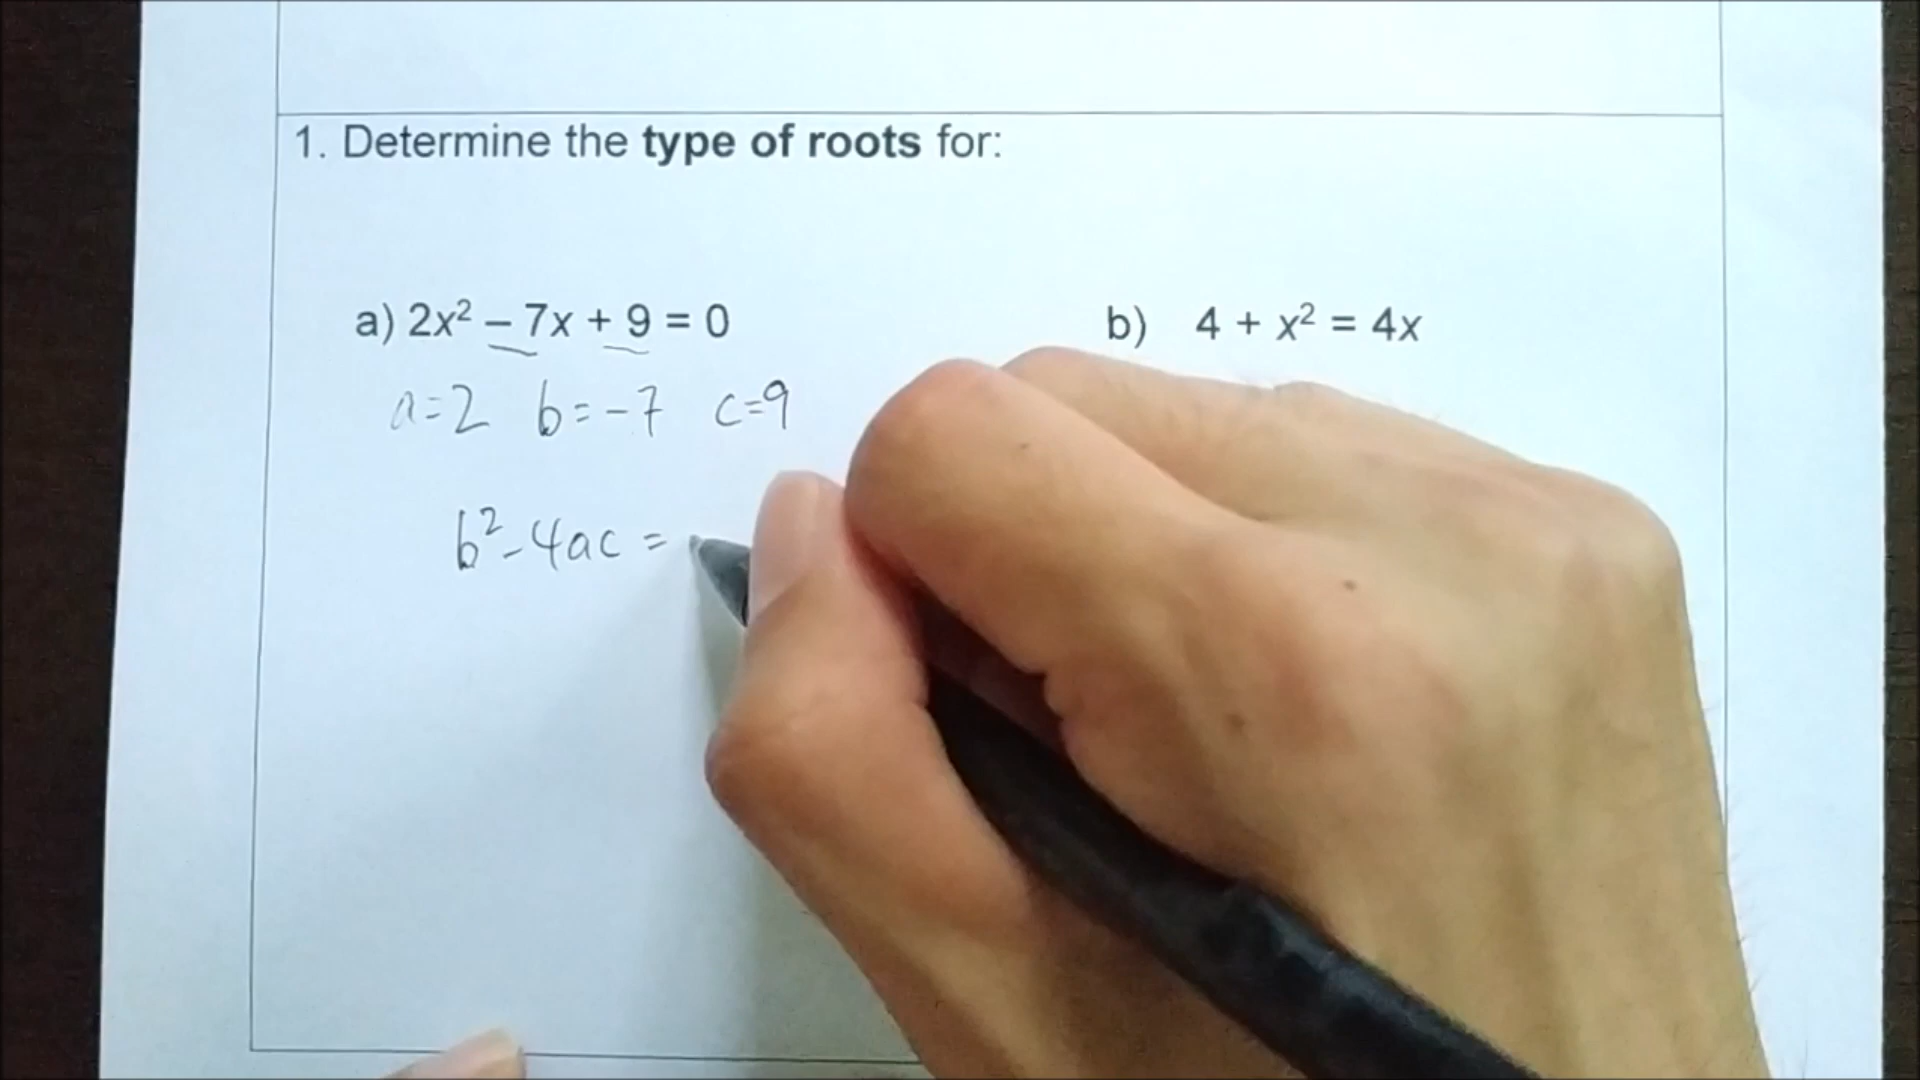 1. Determine the type of roots for:
a) 2x² – 7x + 9 = 0
b) 4 + x² = 4x
a=2 b=-7 c=9
b²-4ac =